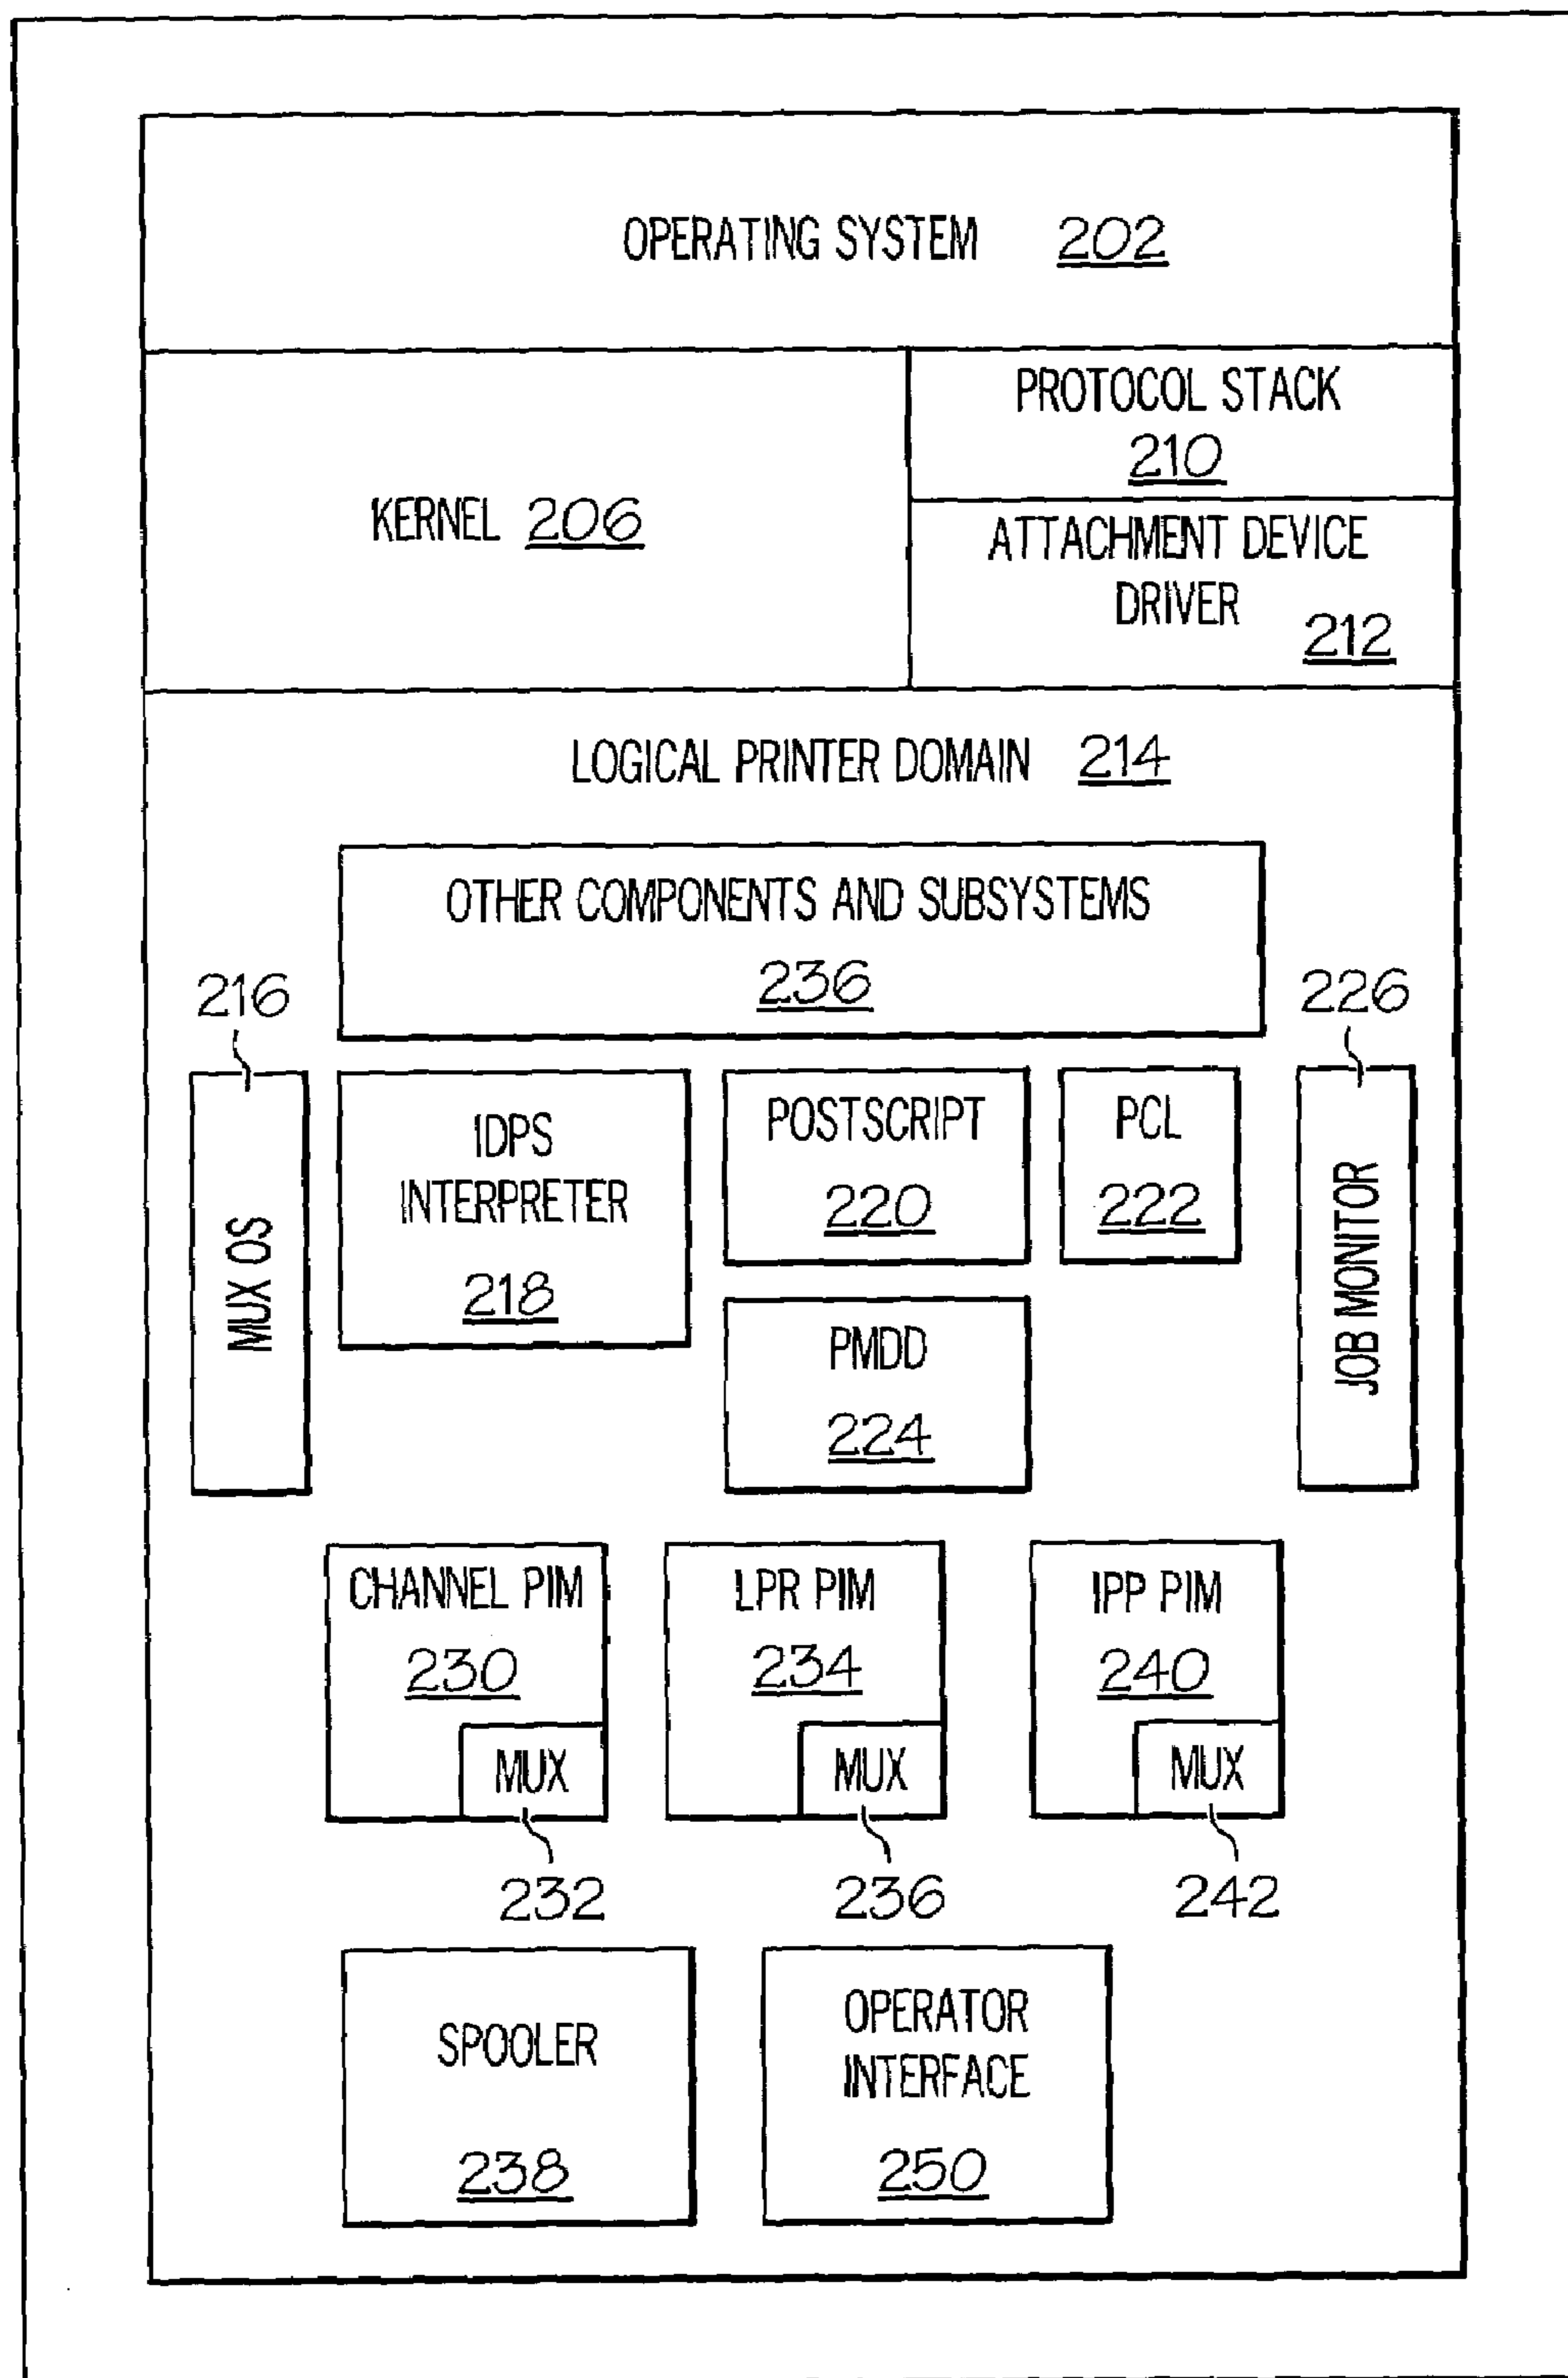 OPERATING SYSTEM 202
PROTOCOL STACK
210
KERNEL 206
ATTACHMENT DEVICE
DRIVER
212
LOGICAL PRINTER DOMAIN 214
OTHER COMPONENTS AND SUBSYSTEMS
236
216
226
MUX OS
IDPS
INTERPRETER
218
POSTSCRIPT
220
PCL
222
JOB MONITOR
PMDD
224
CHANNEL PIM
230
MUX
232
LPR PIM
234
MUX
236
IPP PIM
240
MUX
242
SPOOLER
238
OPERATOR
INTERFACE
250